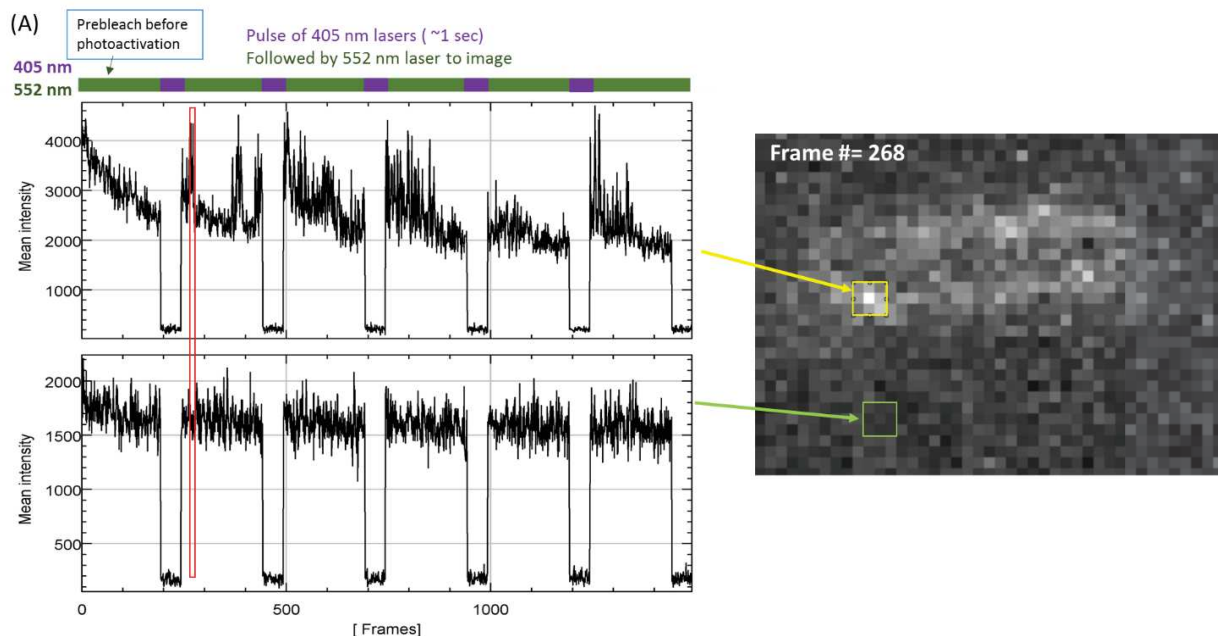 (A)
Prebleach before
photoactivation
Pulse of 405 nm lasers ( ~1 sec)
Followed by 552 nm laser to image
405 nm
552 nm
4000
3000
2000
1000
Mean intensity
2000
1500
1000
500
Mean intensity
0
500
1000
[ Frames]
Frame #= 268